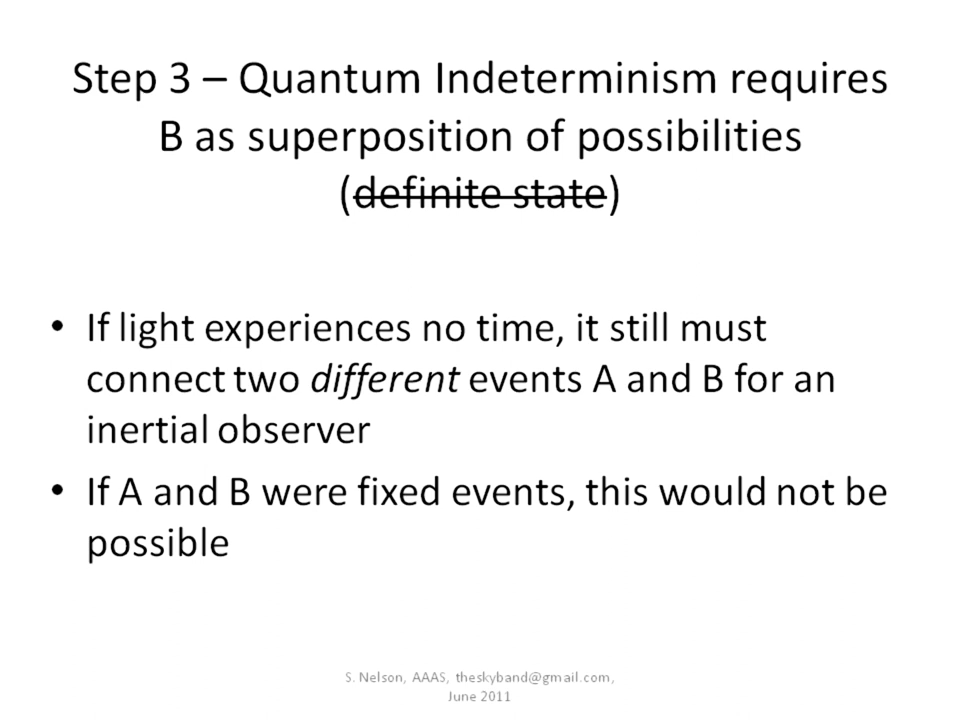 Step 3 – Quantum Indeterminism requires
B as superposition of possibilities
(definite state)
• If light experiences no time, it still must
connect two different events A and B for an
inertial observer
• If A and B were fixed events, this would not be
possible
S. Nelson, AAAS, theskyband@gmail.com,
June 2011